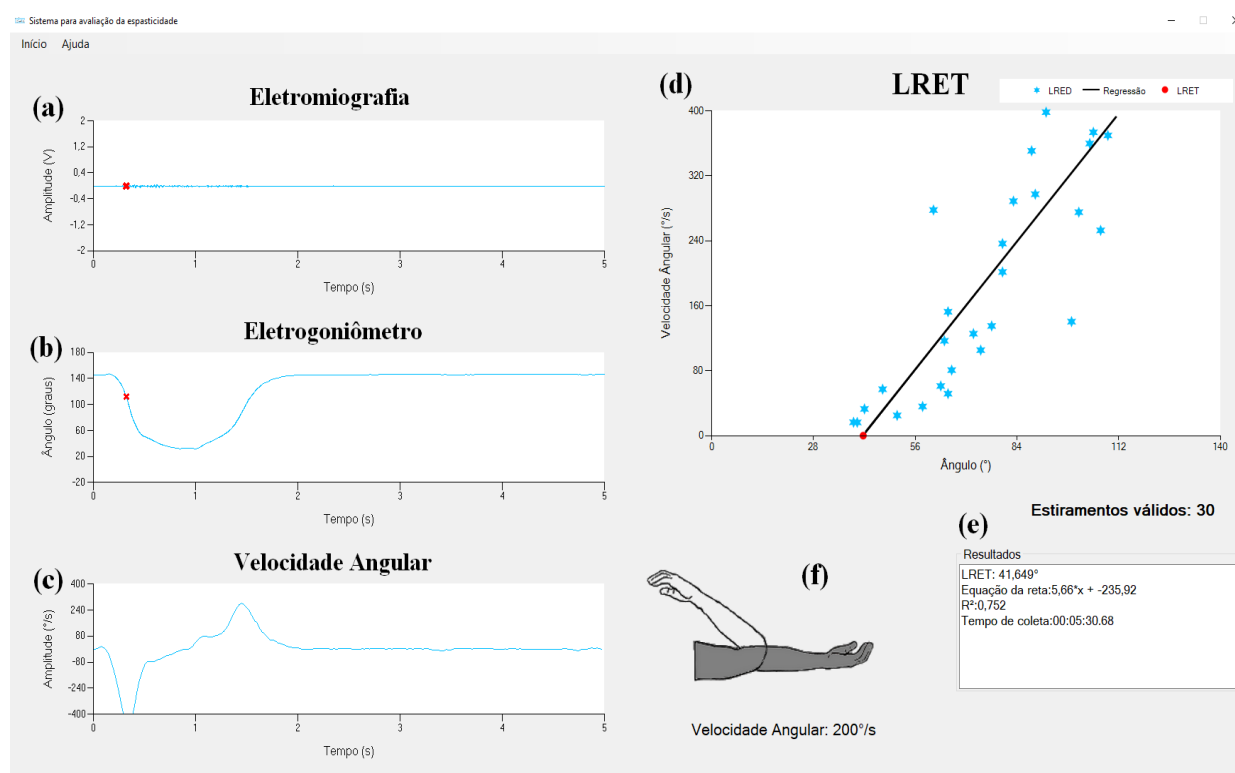 Sistema para avaliação da espasticidade
Início Ajuda
(a)
Eletromiografia
Amplitude (V)
2
1,2
0,4
-0,4
-1,2
-2
0 1 2 3 4 5
Tempo (s)
(b)
Eletrogoniômetro
Ângulo (graus)
180
140
100
60
20
-20
0 1 2 3 4 5
Tempo (s)
(c)
Velocidade Angular
Amplitude (°/s)
400
240
80
-80
-240
-400
0 1 2 3 4 5
Tempo (s)
(d)
LRET
LRED Regressão LRET
Velocidade Ângular (°/s)
400
320
240
160
80
0
0 28 56 84 112 140
Ângulo (°)
Estiramentos válidos: 30
(e)
Resultados
LRET: 41,649°
Equação da reta:5,66*x + -235,92
R²:0,752
Tempo de coleta:00:05:30.68
(f)
Velocidade Angular: 200°/s